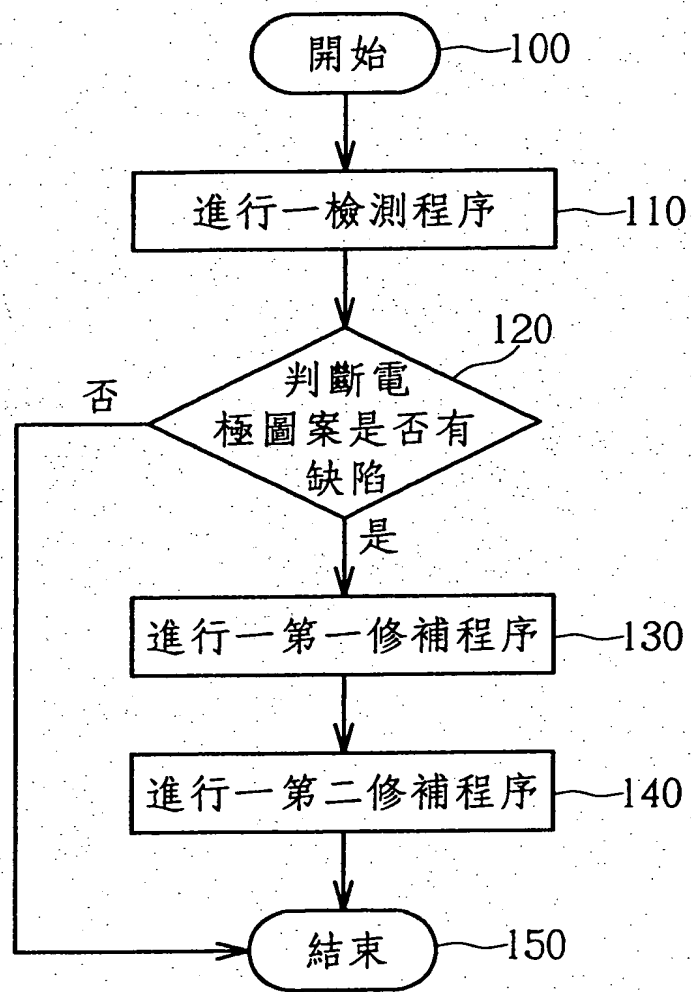 開始
100
進行一檢測程序
110
120
判斷電
極圖案是否有
缺陷
否
是
進行一第一修補程序
130
進行一第二修補程序
140
結束
150